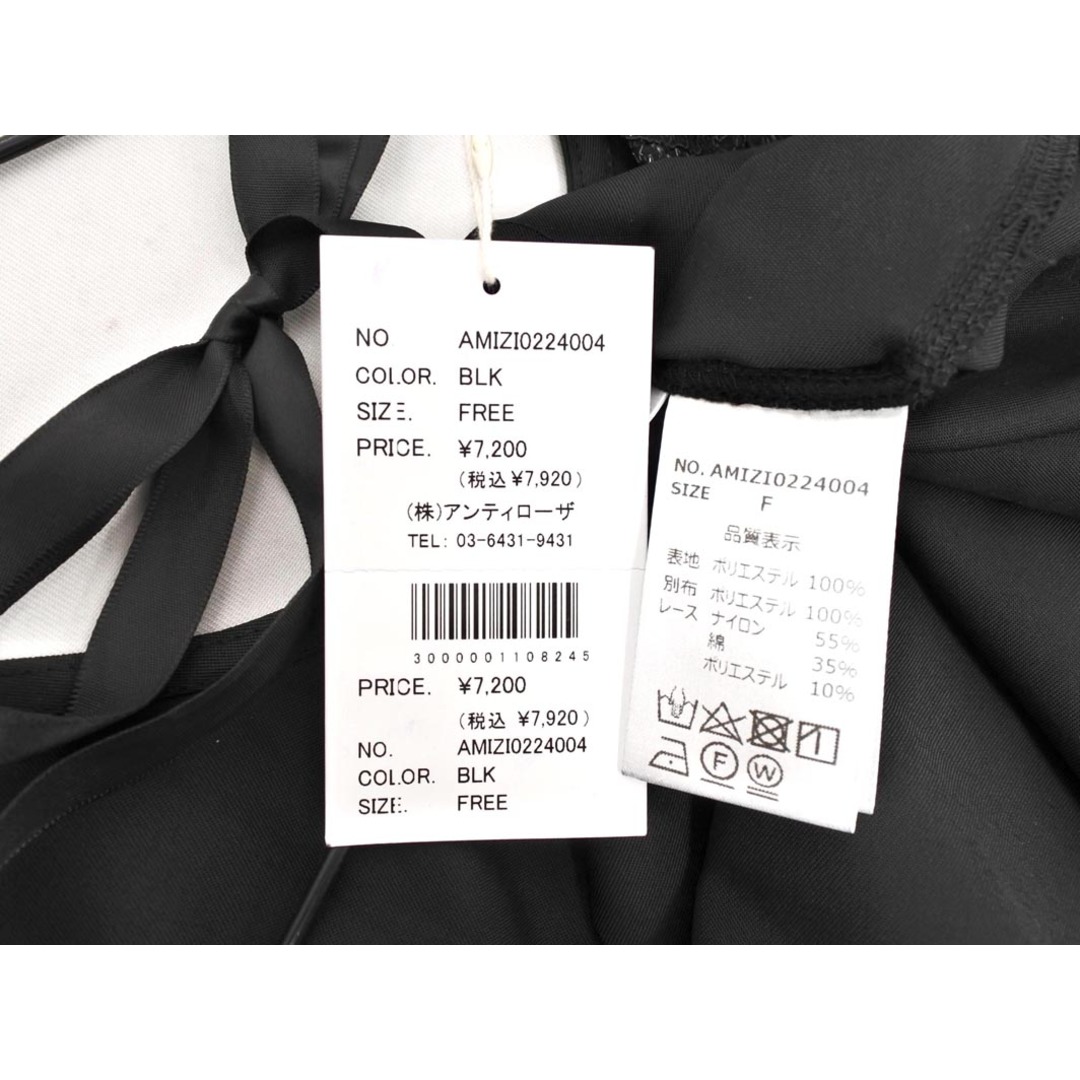 NO. AMIZI0224004
COLOR. BLK
SIZE. FREE
PRICE. ¥7,200
(税込 ¥7,920)
(株)アンティローザ
TEL: 03-6431-9431
3000001108245
PRICE. ¥7,200
(税込 ¥7,920)
NO. AMIZI0224004
COLOR. BLK
SIZE. FREE
NO. AMIZI0224004
SIZE F
品質表示
表地 ポリエステル 100%
別布 ポリエステル 100%
レース ナイロン 55%
綿 35%
ポリエステル 10%
F W